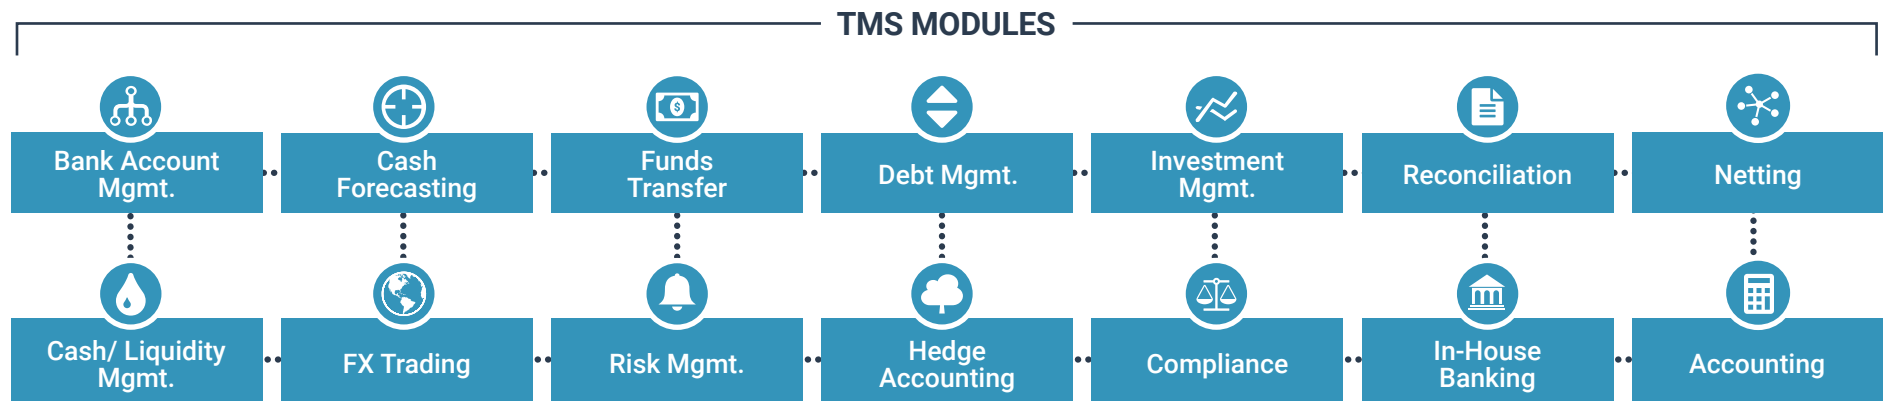 TMS MODULES
Bank Account
Mgmt.
Cash
Forecasting
$
Funds
Transfer
Debt Mgmt.
Investment
Mgmt.
Reconciliation
Netting
Cash/ Liquidity
Mgmt.
FX Trading
Risk Mgmt.
Hedge
Accounting
Compliance
In-House
Banking
Accounting